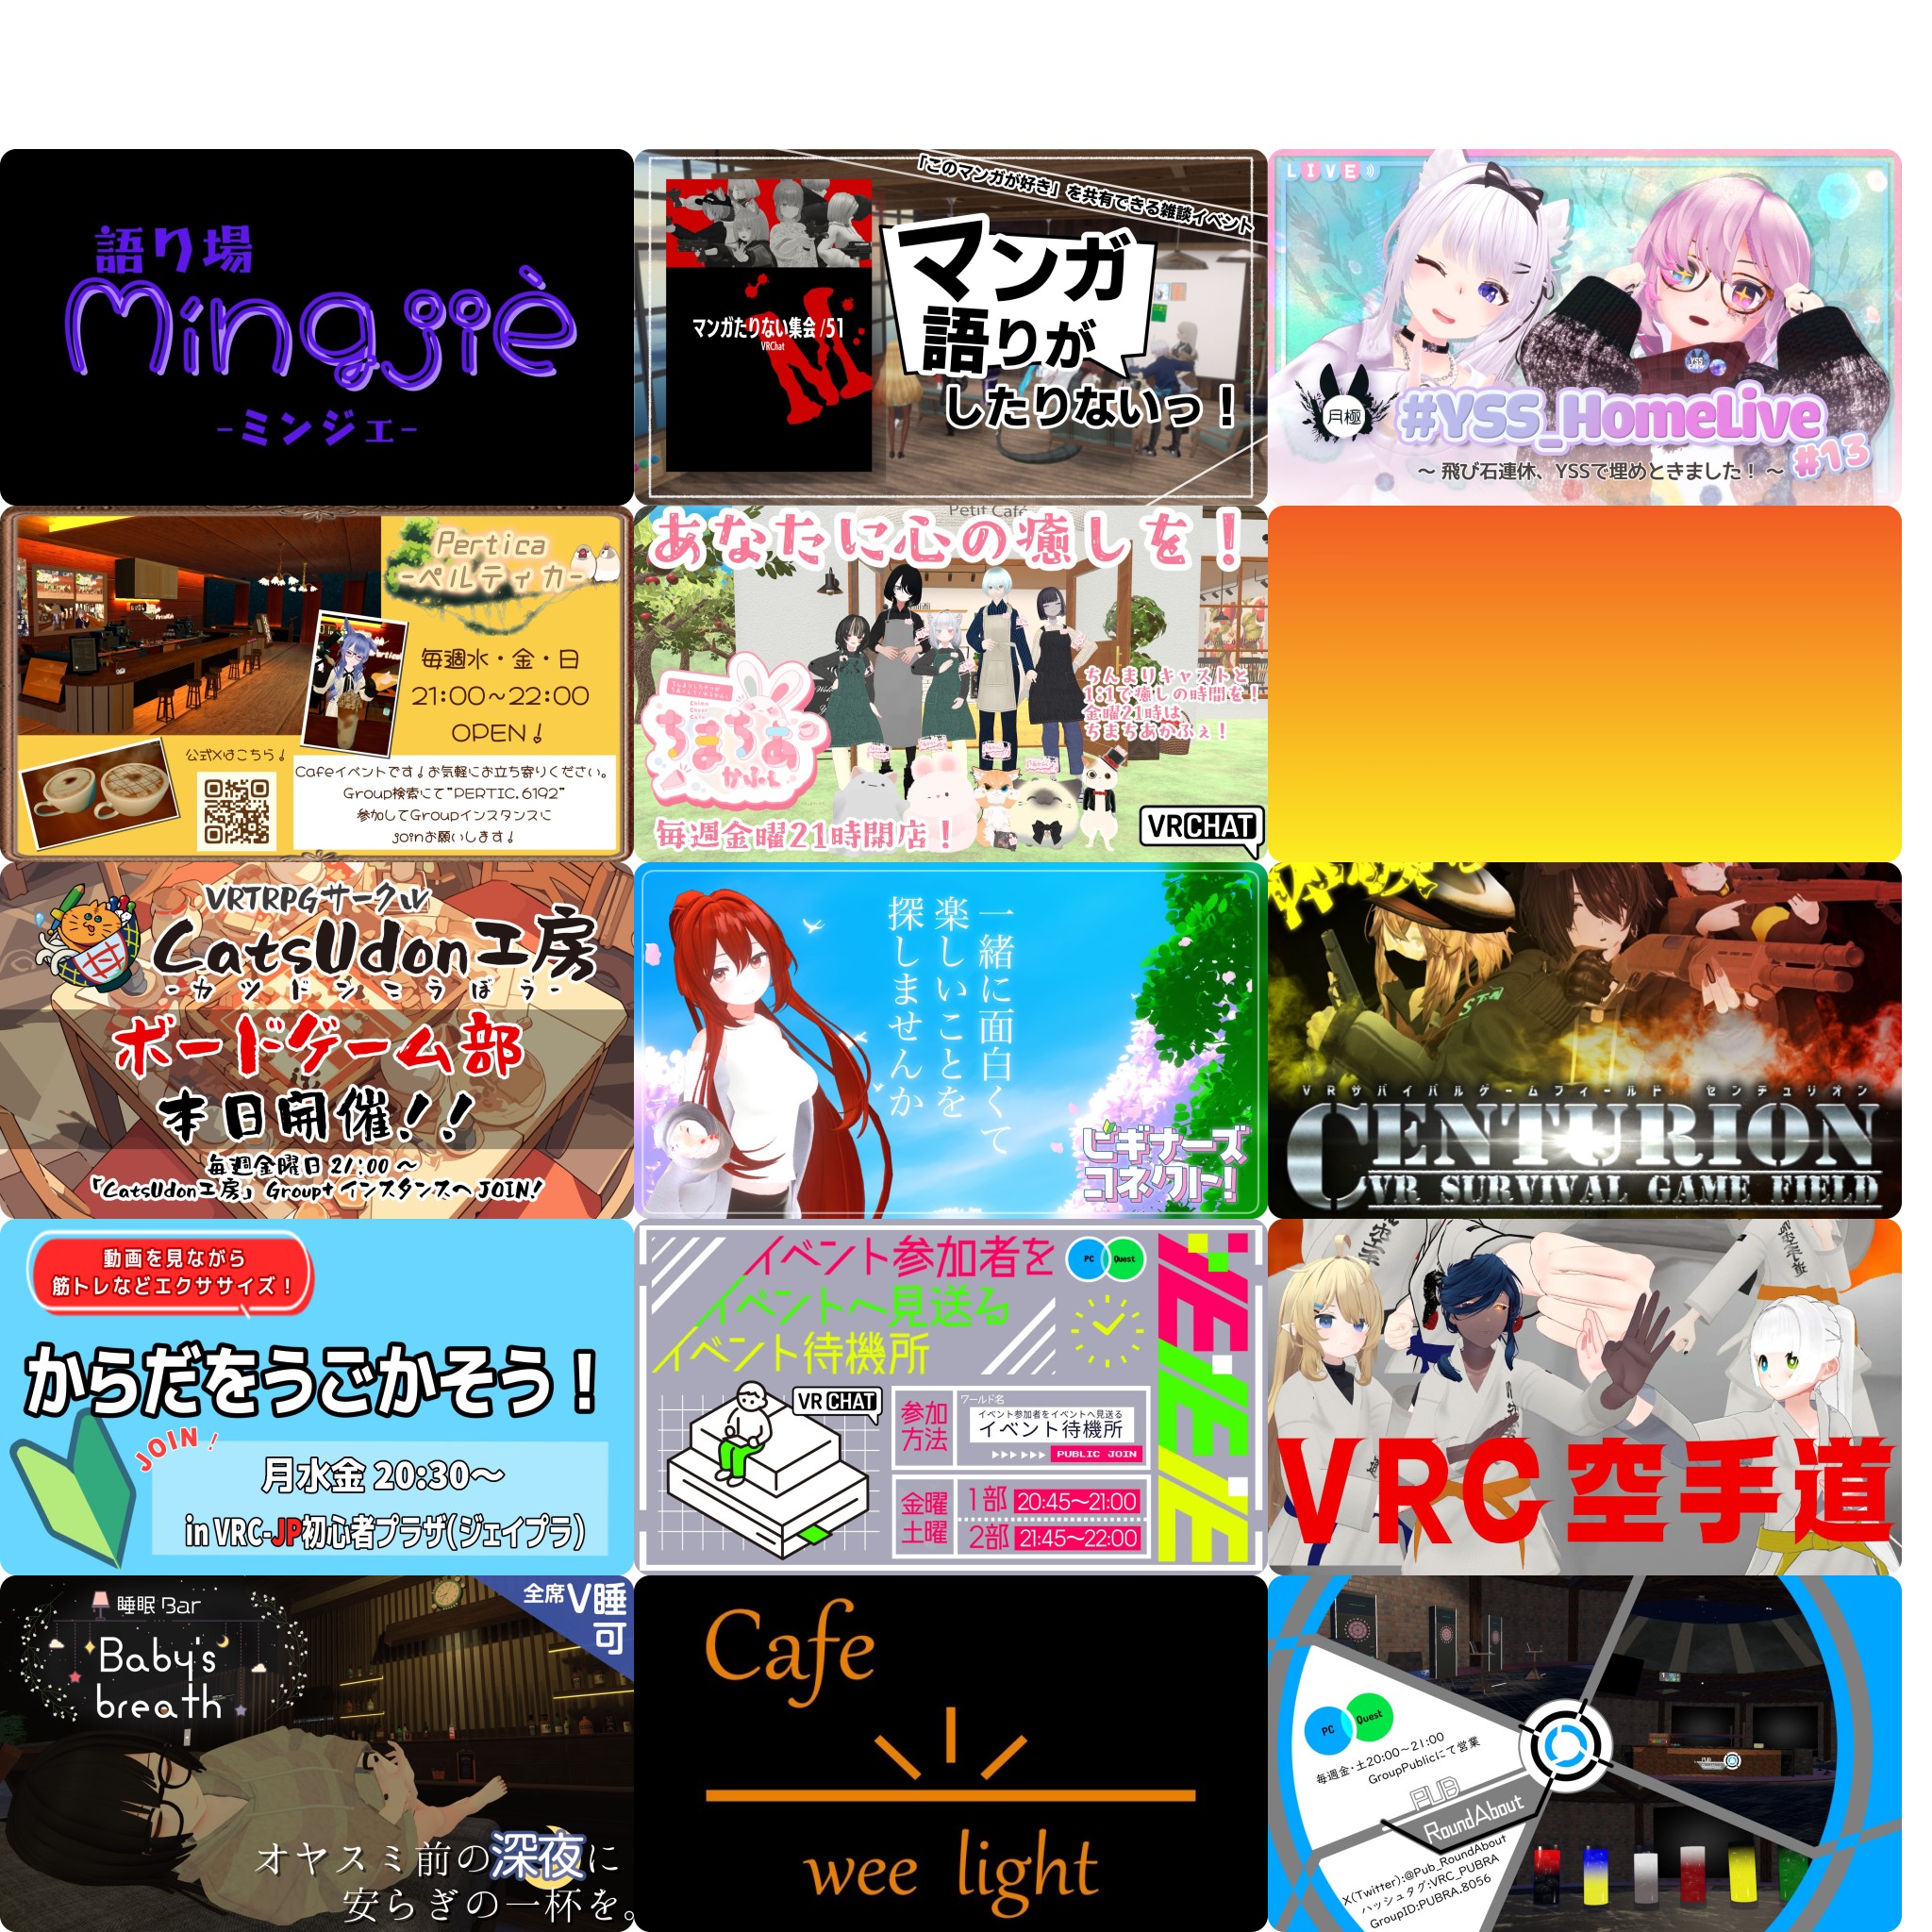 語り場
Mingjiè
-ミンジェ-
「このマンガが好き」を共有できる雑談イベント
マンガたりない集会 /51
VRChat
M
マンガ
語りが
したりないっ！
LIVE
月極
#YSS_HomeLive
#13
～ 飛び石連休、YSSで埋めときました！ ～
Pertica
-ペルティカ-
毎週水・金・日
21:00~22:00
OPEN!
公式Xはこちら！
Cafeイベントです！お気軽にお立ち寄りください。
Group検索にて"PERTIC.6192"
参加してGroupインスタンスに
joinお願いします！
Petit Café
あなたに心の癒しを！
ちまちあ
かふぇ
ちんまりキャストと
1:1で癒しの時間を！
金曜21時は
ちまちあかふぇ！
毎週金曜21時開店！
VRCHAT
VRTRPGサークル
CatsUdon工房
-カツドンこうぼう-
ボードゲーム部
本日開催!!
毎週金曜日 21:00 ～
「CatsUdon工房」 Group+ インスタンスへ JOIN!
一緒に面白くて
楽しいことを
探しませんか
ビギナーズ
コネクト!
VRサバイバルゲームフィールド センチュリオン
CENTURION
VR SURVIVAL GAME FIELD
動画を見ながら
筋トレなどエクササイズ！
からだをうごかそう！
JOIN！
月水金 20:30～
in VRC-JP初心者プラザ(ジェイプラ)
イベント参加者を
イベントへ見送る
イベント待機所
PC
Quest
VRCHAT
参加
方法
ワールド名
イベント参加者をイベントへ見送る
イベント待機所
PUBLIC JOIN
金曜
土曜
1部 20:45～21:00
2部 21:45～22:00
VRC空手道
睡眠Bar
Baby's
breath
全席V睡
可
オヤスミ前の深夜に
安らぎの一杯を。
Cafe
wee light
PC
Quest
毎週金・土20:00～21:00
GroupPublicにて営業
PUB
RoundAbout
X(Twitter):@Pub_RoundAbout
ハッシュタグ:VRC_PUBRA
GroupID:PUBRA.8056